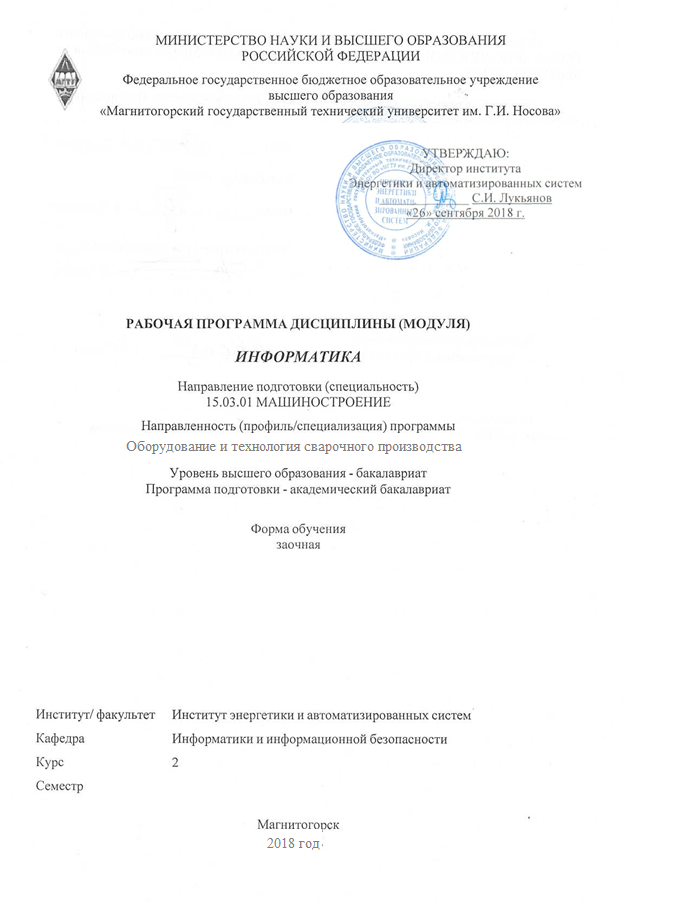 МИНИСТЕРСТВО НАУКИ И ВЫСШЕГО ОБРАЗОВАНИЯ
РОССИЙСКОЙ ФЕДЕРАЦИИ
Федеральное государственное бюджетное образовательное учреждение
высшего образования
«Магнитогорский государственный технический университет им. Г.И. Носова»
УТВЕРЖДАЮ:
Директор института
Энергетики и автоматизированных систем
С.И. Лукьянов
«26» сентября 2018 г.
РАБОЧАЯ ПРОГРАММА ДИСЦИПЛИНЫ (МОДУЛЯ)
ИНФОРМАТИКА
Направление подготовки (специальность)
15.03.01 МАШИНОСТРОЕНИЕ
Направленность (профиль/специализация) программы
Оборудование и технология сварочного производства
Уровень высшего образования - бакалавриат
Программа подготовки - академический бакалавриат
Форма обучения
заочная
Институт/ факультет Институт энергетики и автоматизированных систем
Кафедра Информатики и информационной безопасности
Курс 2
Семестр
Магнитогорск
2018 год